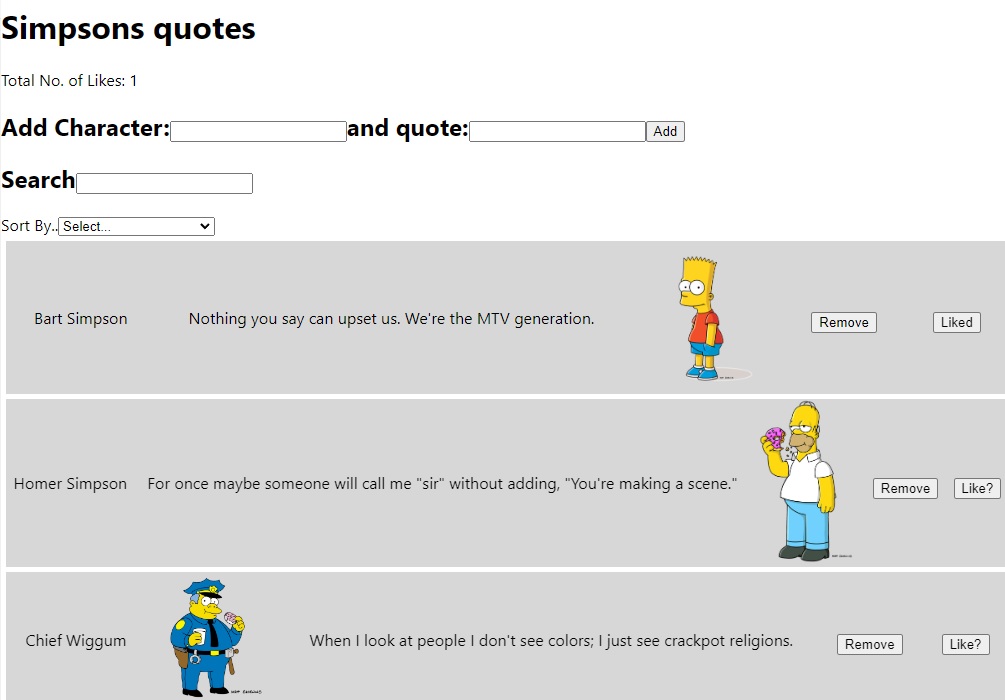 Simpsons quotes
Total No. of Likes: 1
Add Character: and quote: Add
Search
Sort By.. Select...
Bart Simpson Nothing you say can upset us. We're the MTV generation. Remove Liked
Homer Simpson For once maybe someone will call me "sir" without adding, "You're making a scene." Remove Like?
Chief Wiggum When I look at people I don't see colors; I just see crackpot religions. Remove Like?